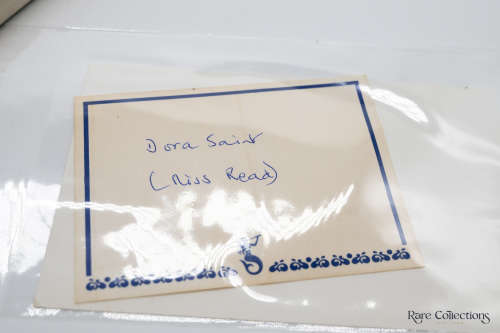 Dora Saint
(Miss Read)
S
Rare Collections